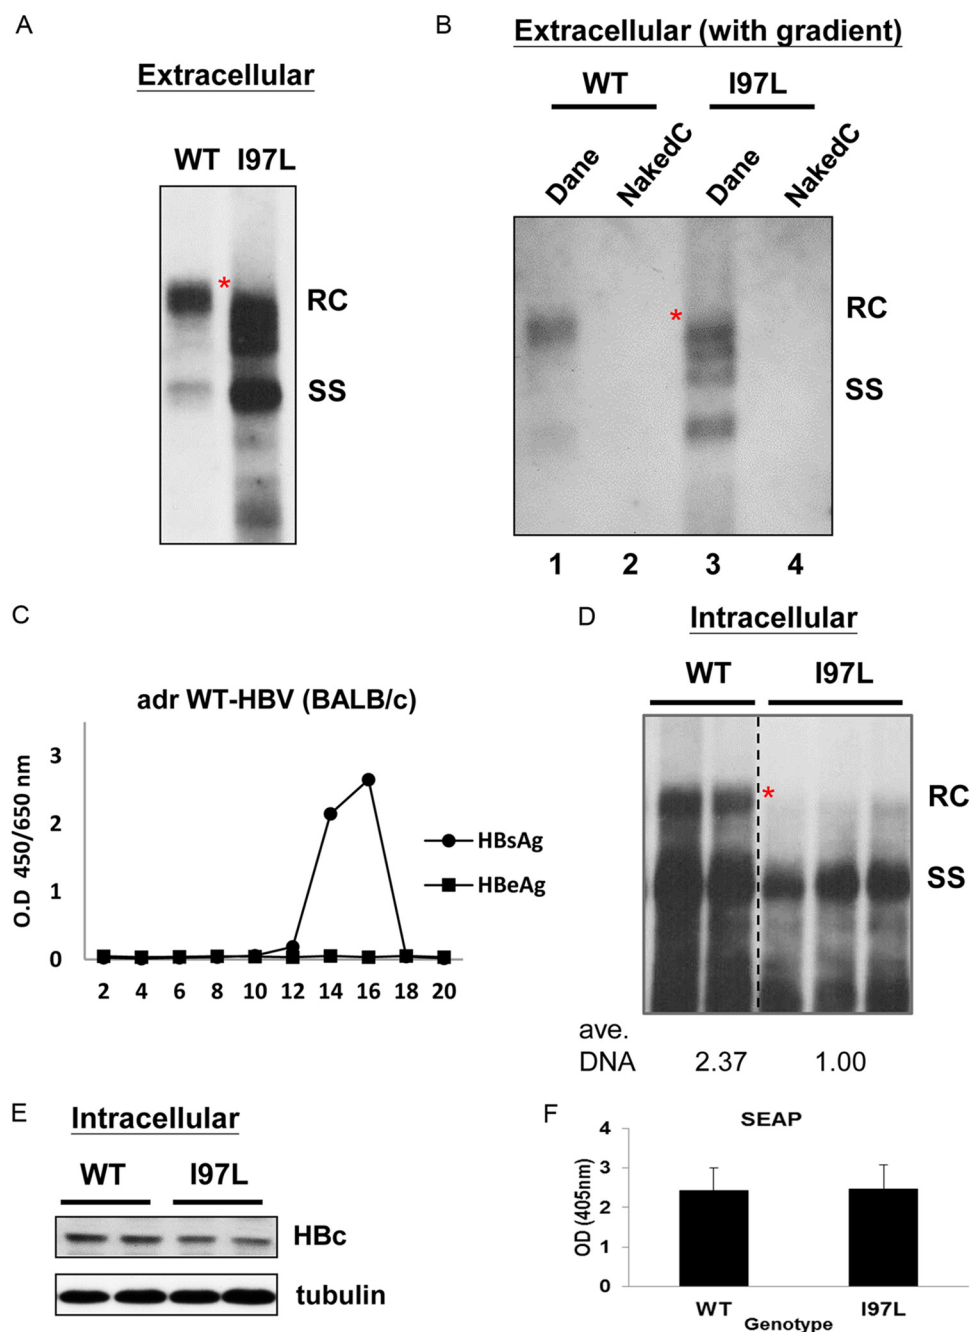 A
Extracellular
WT I97L
*
RC
SS
B
Extracellular (with gradient)
WT I97L
Dane NakedC Dane NakedC
*
RC
SS
1 2 3 4
C
adr WT-HBV (BALB/c)
O.D 450/650 nm
3
2
1
0
2 4 6 8 10 12 14 16 18 20
HBsAg
HBeAg
D
Intracellular
WT I97L
*
RC
SS
ave.
DNA 2.37 1.00
E
Intracellular
WT I97L
HBc
tubulin
F
SEAP
OD (405nm)
4
3
2
1
0
WT I97L
Genotype